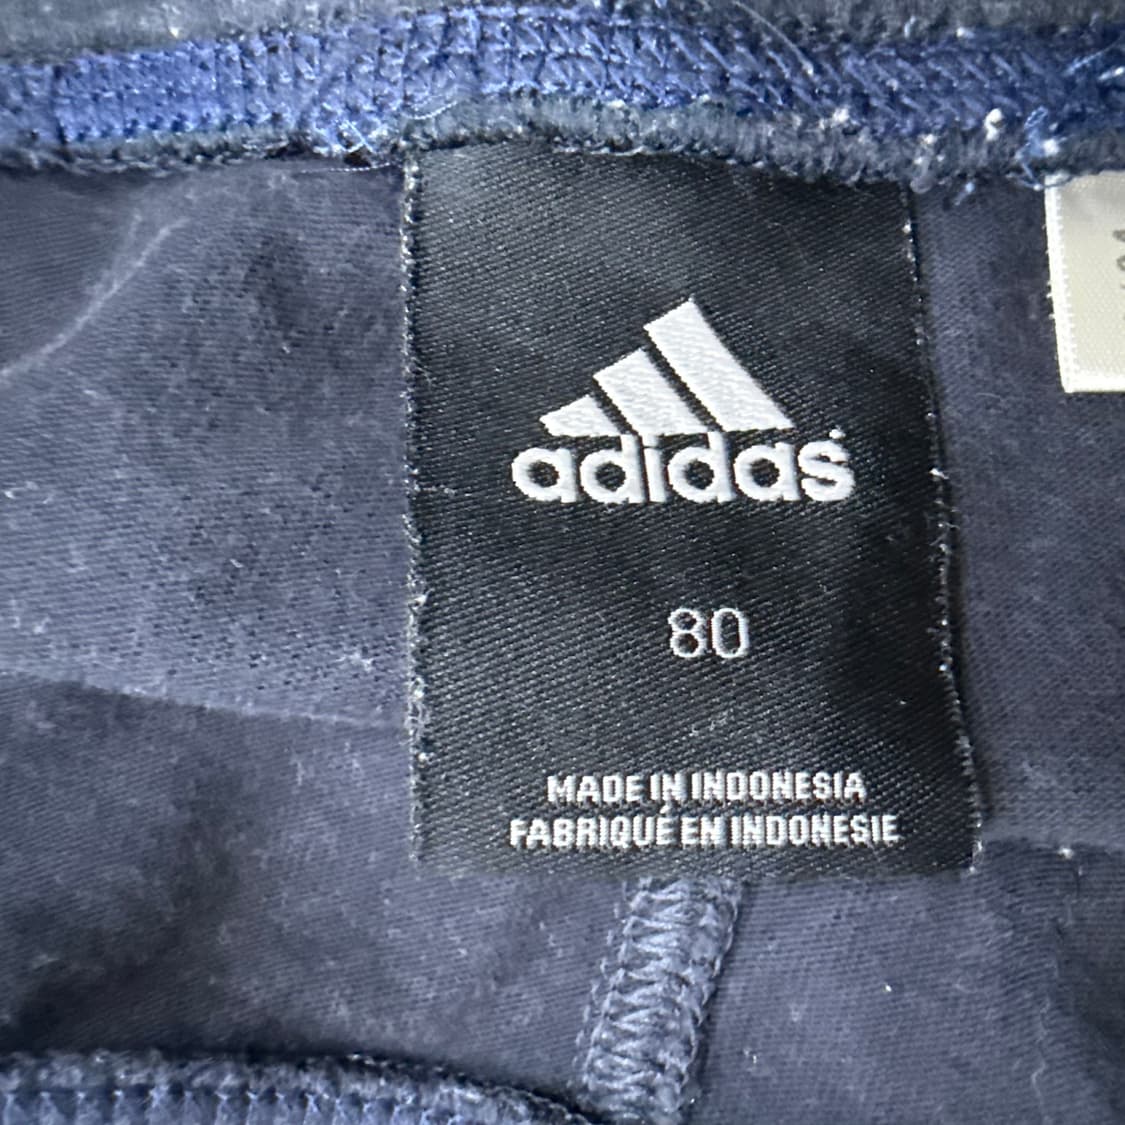 adidas
80
MADE IN INDONESIA
FABRIQUÉ EN INDONESIE